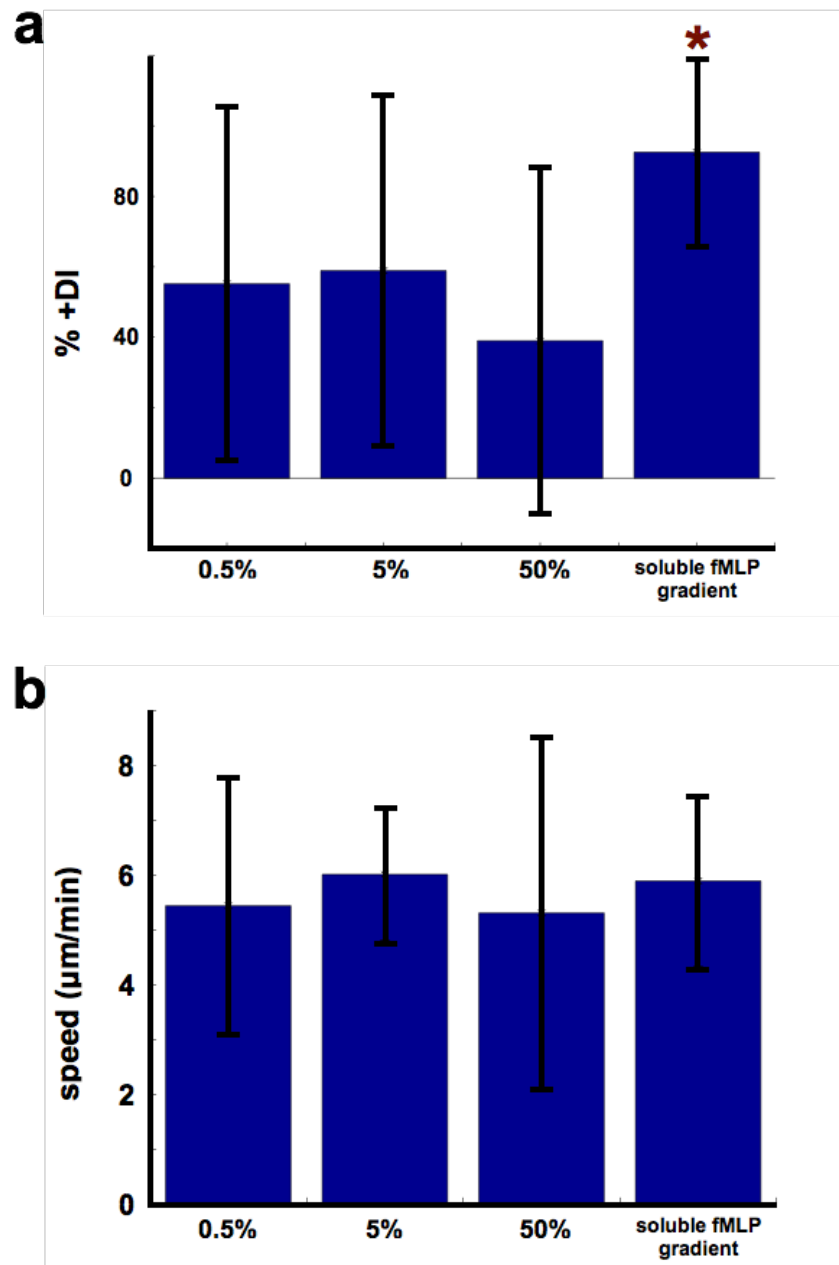 a
*
80
40
0
% +DI
0.5%
5%
50%
soluble fMLP
gradient
b
8
6
4
2
0
speed (µm/min)
0.5%
5%
50%
soluble fMLP
gradient